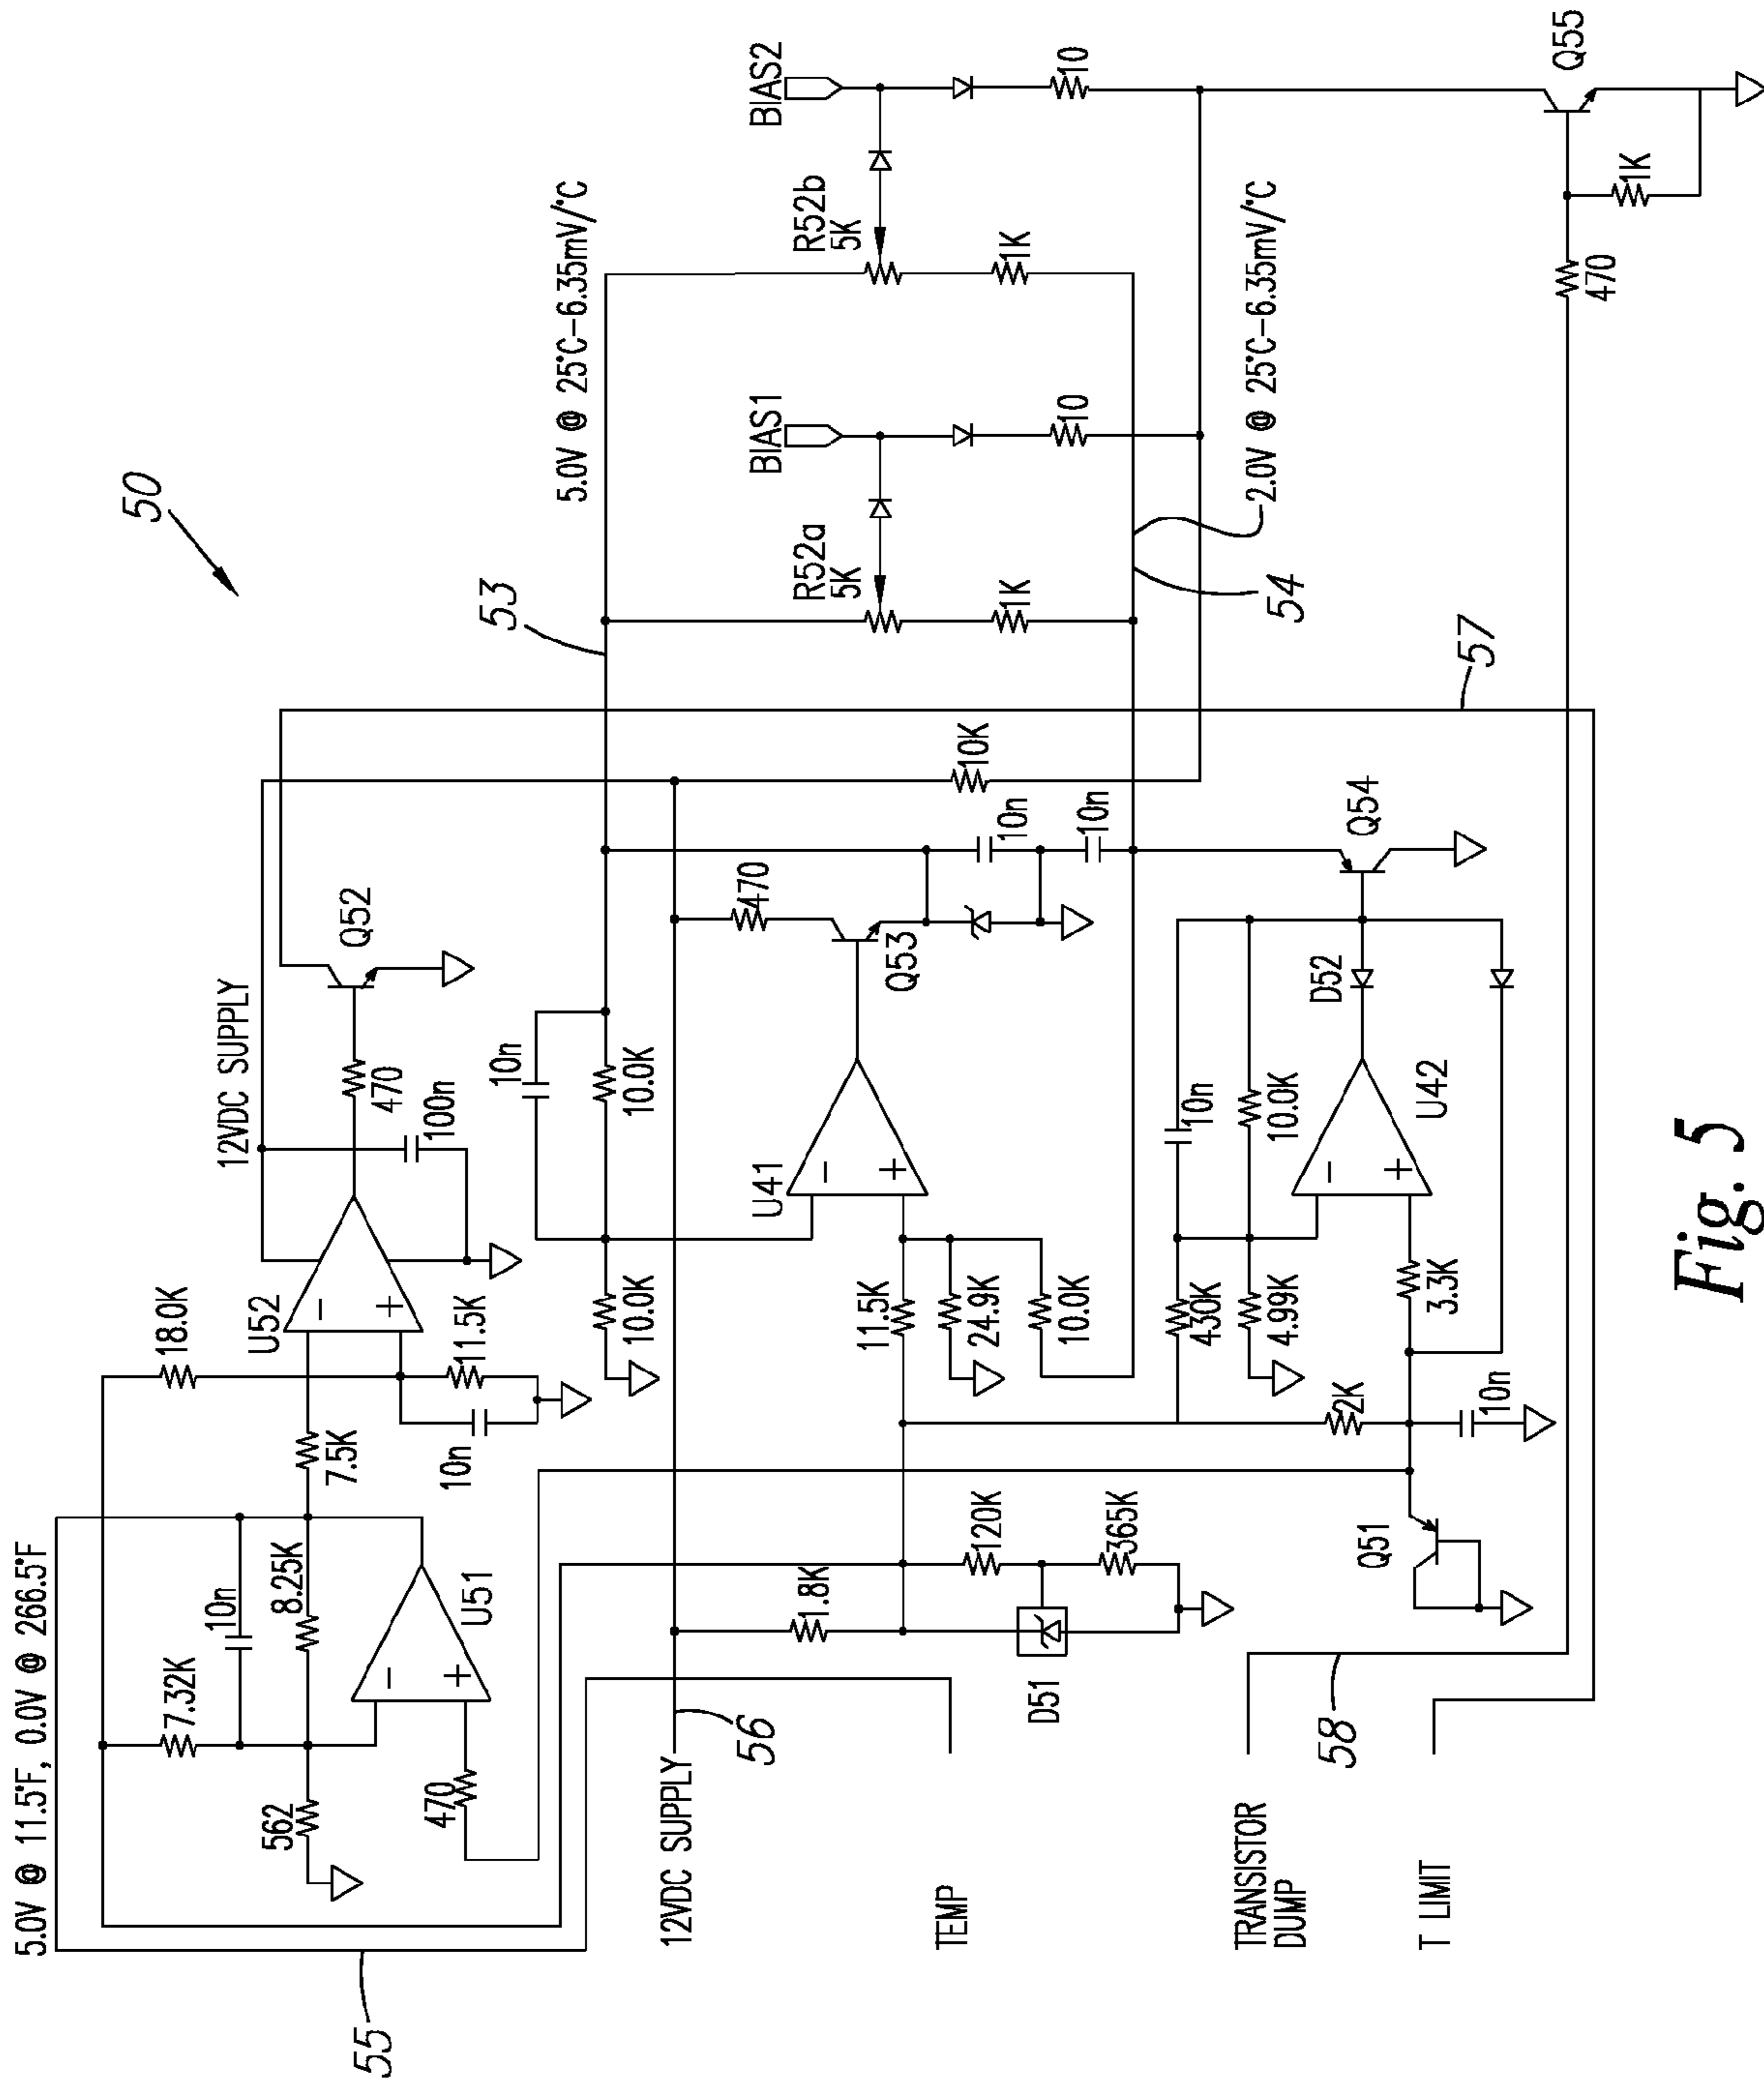 5.0V @ 11.5°F, 0.0V @ 266.5°F
55
562
7.32K
10n
8.25K
U51
470
7.5K
10n
18.0K
U52
11.5K
12VDC SUPPLY
100n
470
Q52
50
12VDC SUPPLY
56
TEMP
TRANSISTOR
DUMP
58
T LIMIT
1.8K
D51
120K
365K
Q51
2K
10n
10.0K
10n
10.0K
U41
11.5K
24.9K
10.0K
470
Q53
10n
10n
10K
430K
4.99K
10n
10.0K
3.3K
U42
D52
Q54
57
53
5.0V @ 25°C-6.35mV/°C
R52a
5K
1K
BIAS1
10
R52b
5K
1K
BIAS2
10
54
2.0V @ 25°C-6.35mV/°C
470
1K
Q55
Fig. 5